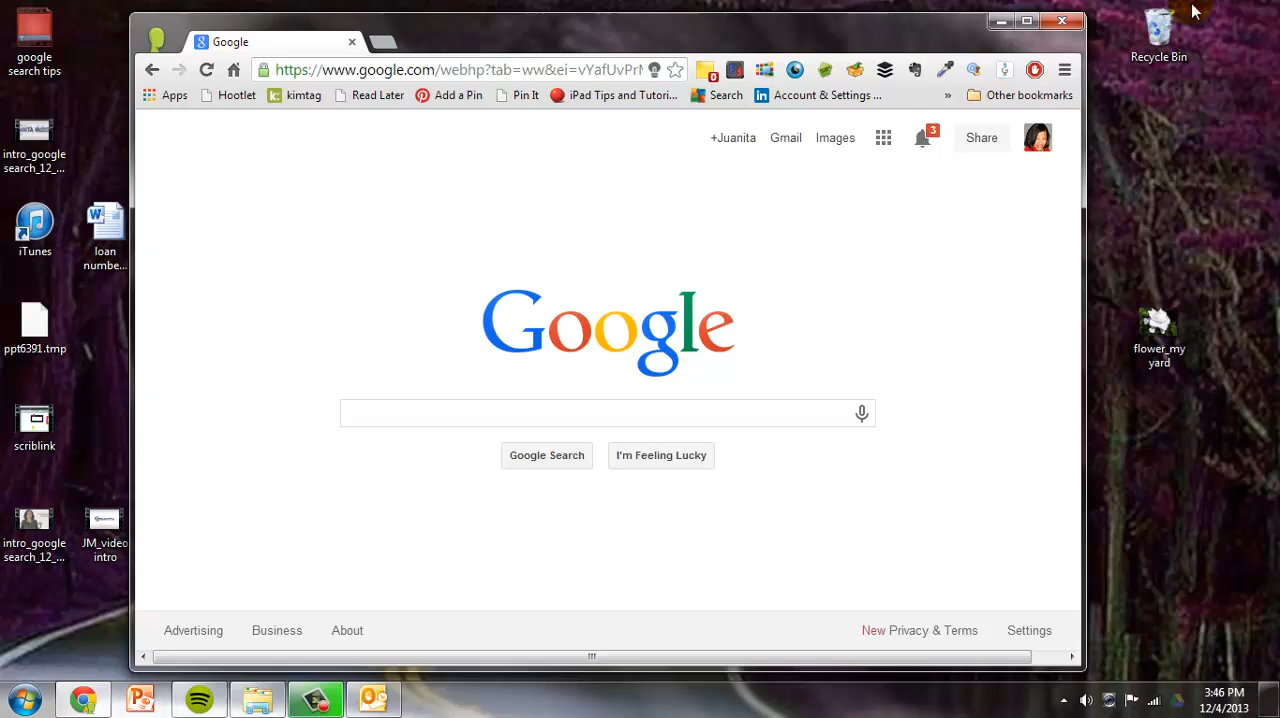 google
search tips
intro_google
search_12_...
iTunes
loan
numbe...
ppt6391.tmp
scriblink
intro_google
search_12_...
JM_video
intro
Google
https://www.google.com/webhp?tab=ww&ei=vYafUvPrN
0
Apps
Hootlet
kimtag
Read Later
Add a Pin
Pin It
iPad Tips and Tutori...
Search
Account & Settings ...
»
Other bookmarks
+Juanita
Gmail
Images
3
Share
Google
Google Search
I'm Feeling Lucky
Advertising
Business
About
New Privacy & Terms
Settings
Recycle Bin
flower_my
yard
3:46 PM
12/4/2013